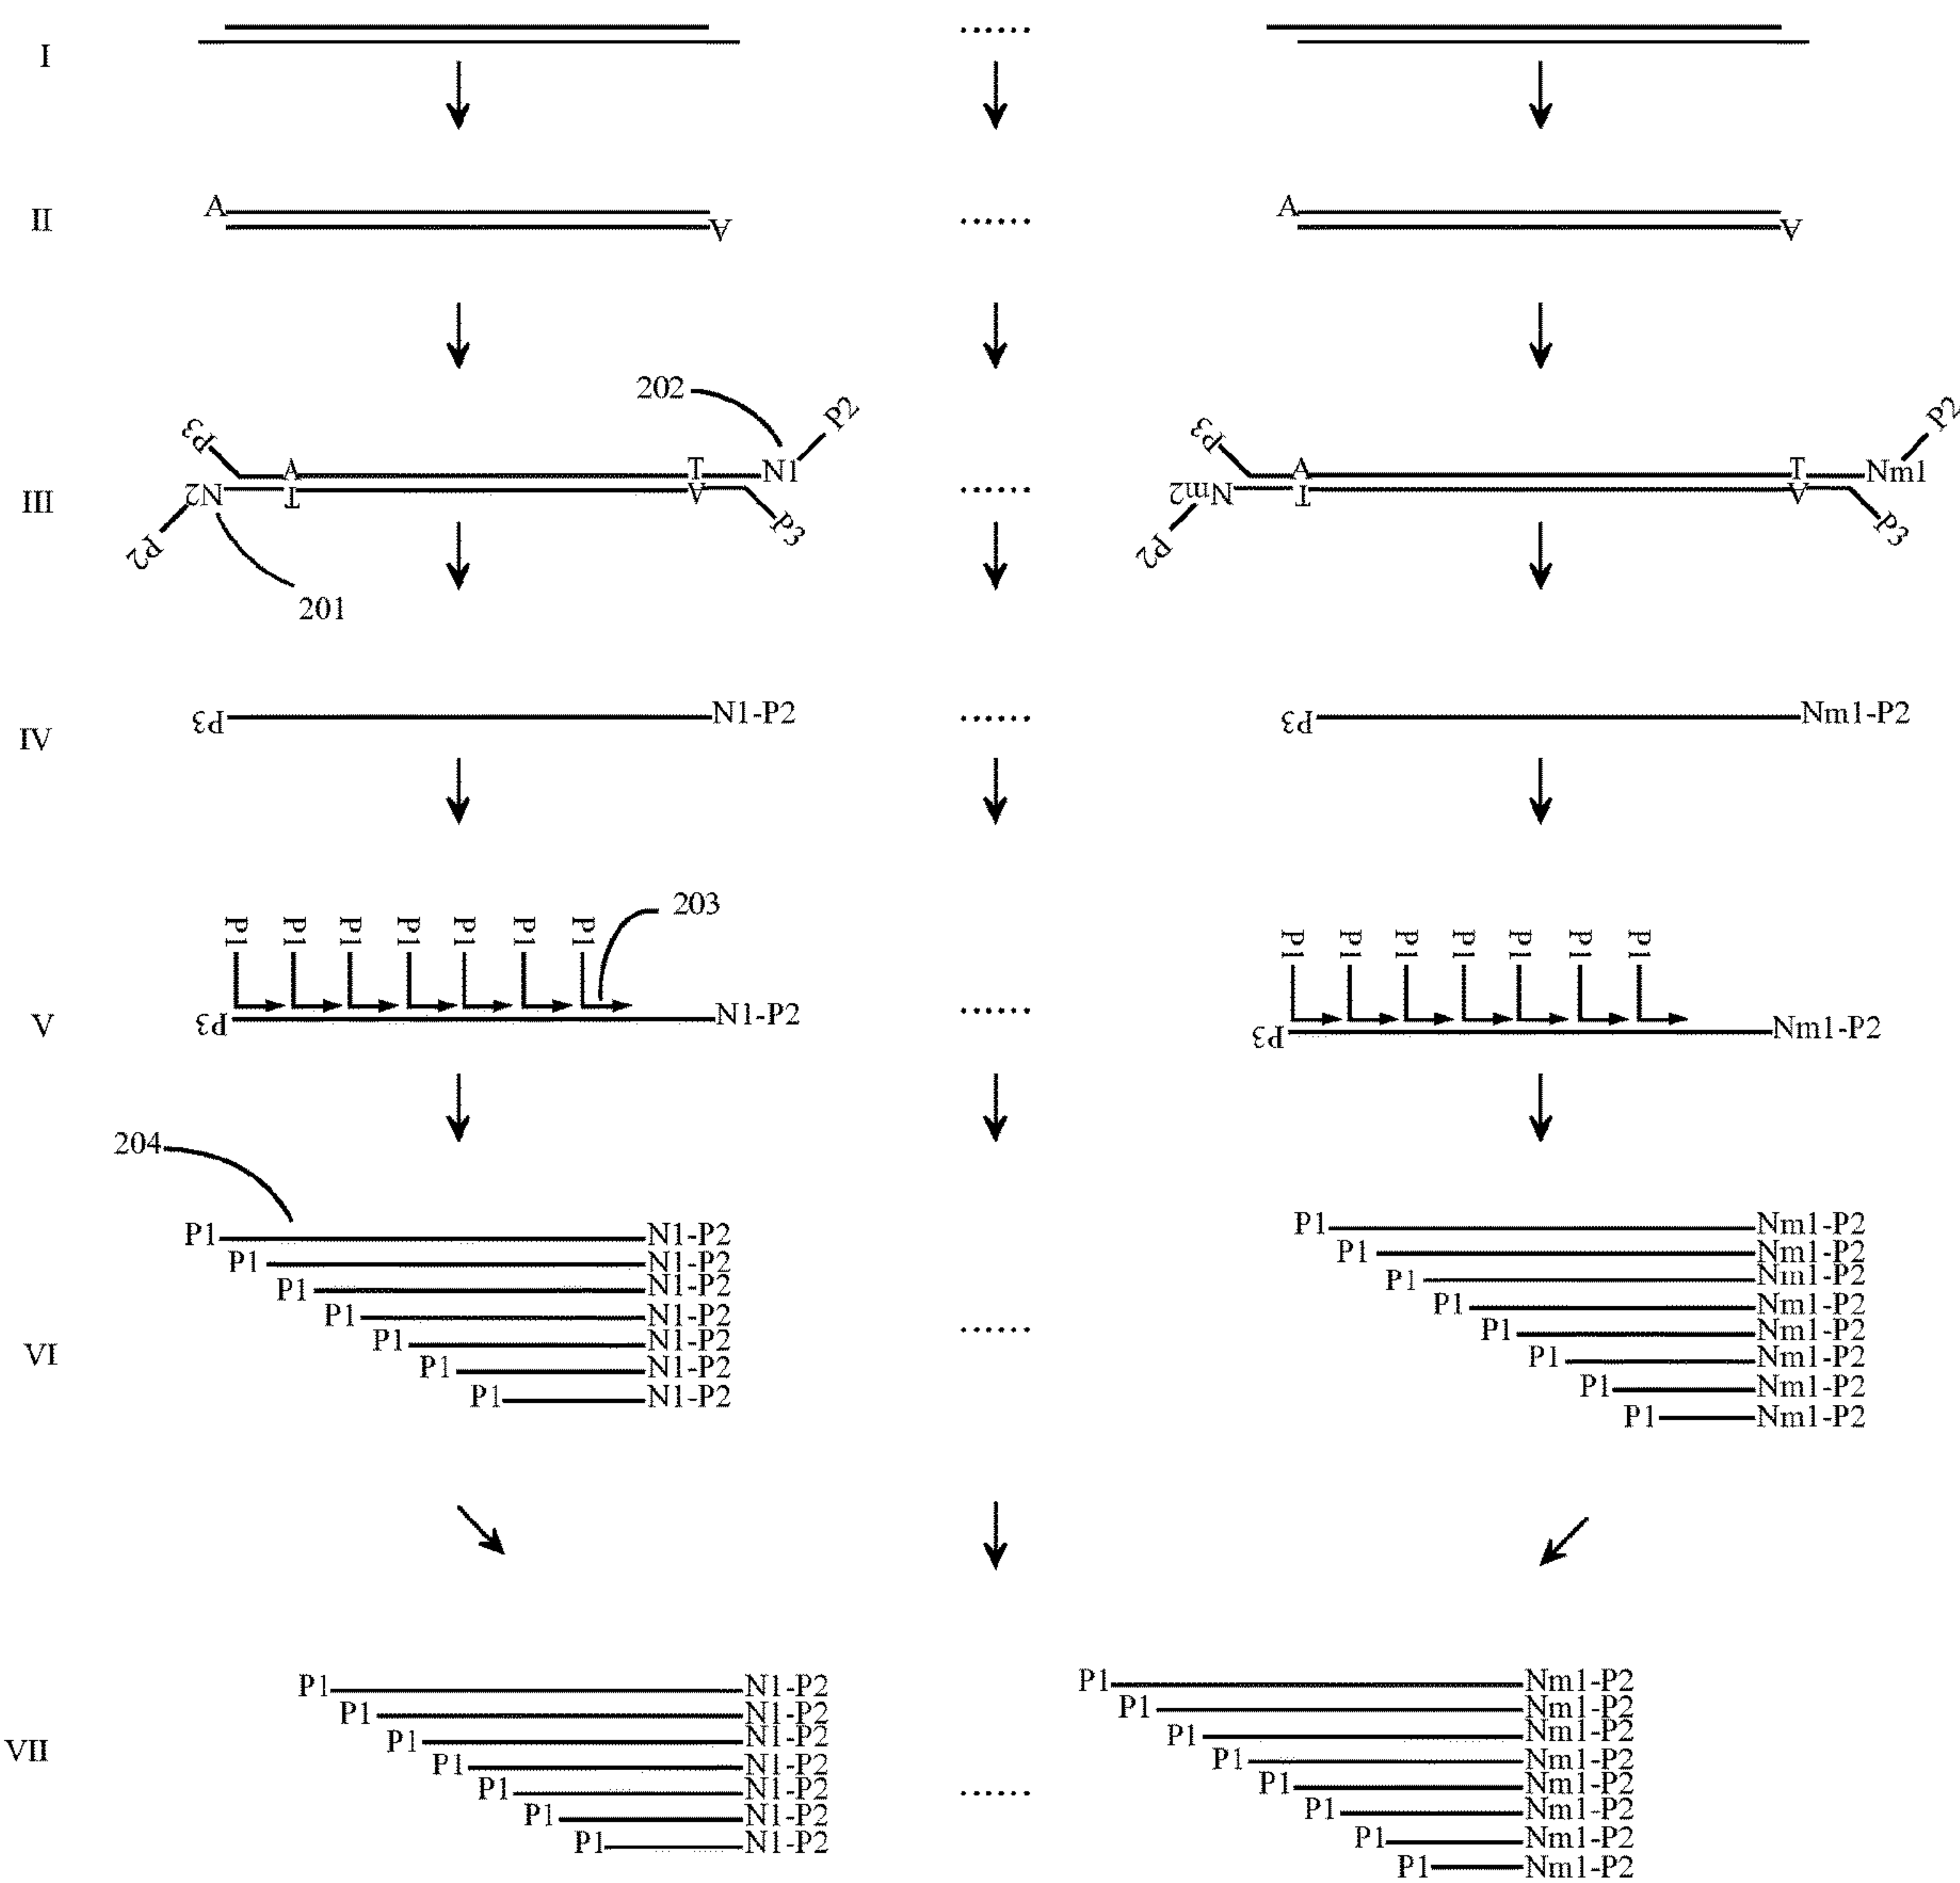 I
......
II
A
A
......
A
A
III
202
P3
A
T
N1
P2
N2
T
A
P3
P2
201
......
P3
A
T
Nm1
P2
Nm2
T
A
P3
P2
IV
P3 N1-P2
......
P3 Nm1-P2
V
P1 P1 P1 P1 P1 P1 P1
203
P3 N1-P2
......
P1 P1 P1 P1 P1 P1 P1
P3 Nm1-P2
VI
204
P1 N1-P2
P1 N1-P2
P1 N1-P2
P1 N1-P2
P1 N1-P2
P1 N1-P2
P1 N1-P2
......
P1 Nm1-P2
P1 Nm1-P2
P1 Nm1-P2
P1 Nm1-P2
P1 Nm1-P2
P1 Nm1-P2
P1 Nm1-P2
P1 Nm1-P2
VII
P1 N1-P2
P1 N1-P2
P1 N1-P2
P1 N1-P2
P1 N1-P2
P1 N1-P2
P1 N1-P2
......
P1 Nm1-P2
P1 Nm1-P2
P1 Nm1-P2
P1 Nm1-P2
P1 Nm1-P2
P1 Nm1-P2
P1 Nm1-P2
P1 Nm1-P2